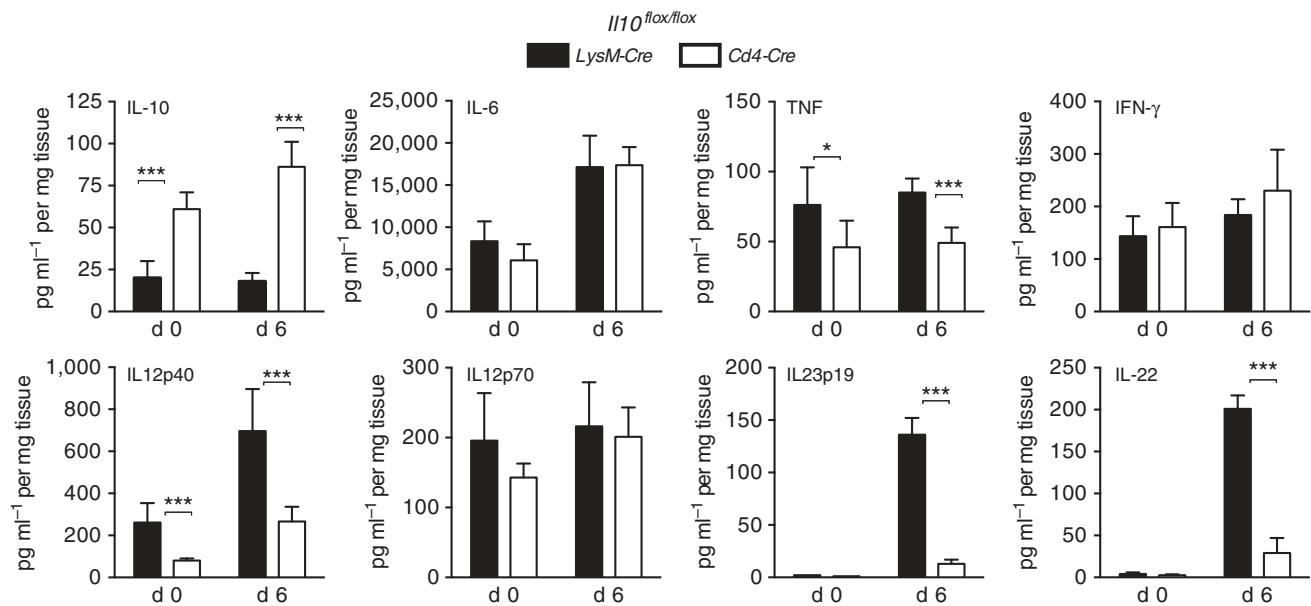 Il10 flox/flox
LysM-Cre Cd4-Cre
IL-10
pg ml⁻¹ per mg tissue
125
100
75
50
25
0
***
***
d 0 d 6
IL-6
pg ml⁻¹ per mg tissue
25,000
20,000
15,000
10,000
5,000
0
d 0 d 6
TNF
pg ml⁻¹ per mg tissue
150
100
50
0
*
***
d 0 d 6
IFN-γ
pg ml⁻¹ per mg tissue
400
300
200
100
0
d 0 d 6
IL12p40
pg ml⁻¹ per mg tissue
1,000
800
600
400
200
0
***
***
d 0 d 6
IL12p70
pg ml⁻¹ per mg tissue
300
200
100
0
d 0 d 6
IL23p19
pg ml⁻¹ per mg tissue
200
150
100
50
0
***
d 0 d 6
IL-22
pg ml⁻¹ per mg tissue
250
200
150
100
50
0
***
d 0 d 6